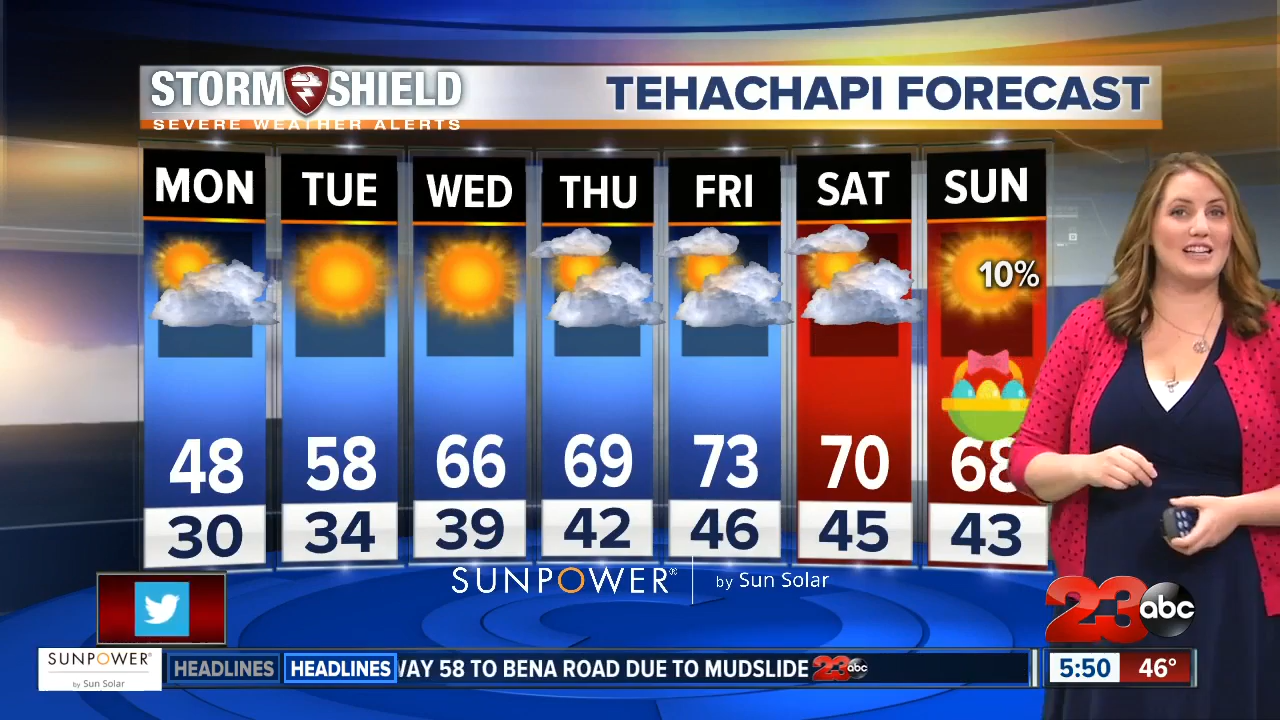 STORM SHIELD
SEVERE WEATHER ALERTS
TEHACHAPI FORECAST
MON TUE WED THU FRI SAT SUN
10%
48 58 66 69 73 70 68
30 34 39 42 46 45 43
SUNPOWER® by Sun Solar
23 abc
SUNPOWER®
by Sun Solar
HEADLINES HEADLINES WAY 58 TO BENA ROAD DUE TO MUDSLIDE 23 abc
5:50 46°